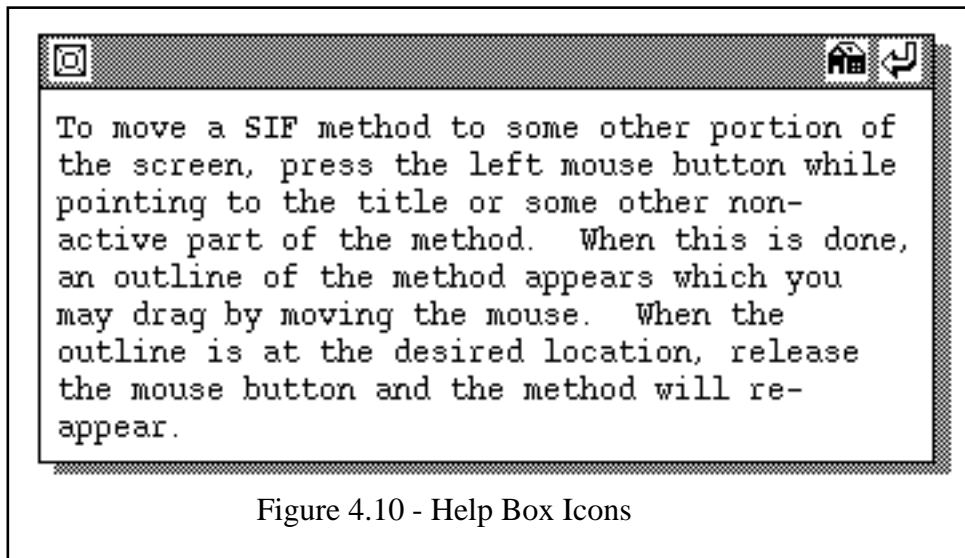 To move a SIF method to some other portion of
the screen, press the left mouse button while
pointing to the title or some other non-
active part of the method.  When this is done,
an outline of the method appears which you
may drag by moving the mouse.  When the
outline is at the desired location, release
the mouse button and the method will re-
appear.
Figure 4.10 - Help Box Icons